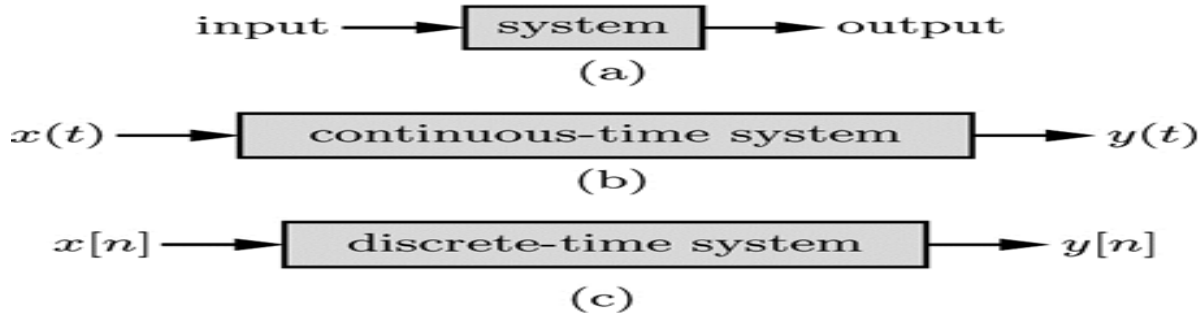 input system output
(a)
x(t) continuous-time system y(t)
(b)
x[n] discrete-time system y[n]
(c)